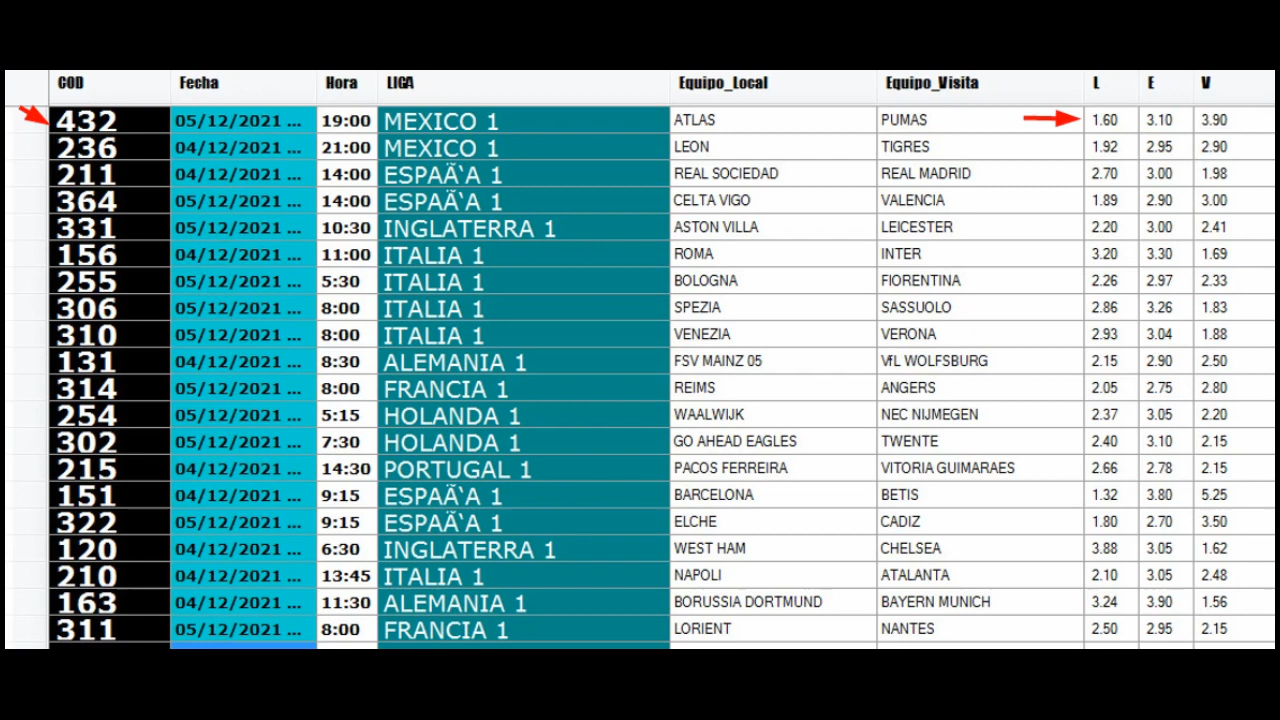 COD Fecha Hora LIGA Equipo_Local Equipo_Visita L E V
432 05/12/2021 ... 19:00 MEXICO 1 ATLAS PUMAS 1.60 3.10 3.90
236 04/12/2021 ... 21:00 MEXICO 1 LEON TIGRES 1.92 2.95 2.90
211 04/12/2021 ... 14:00 ESPAÃ‘A 1 REAL SOCIEDAD REAL MADRID 2.70 3.00 1.98
364 05/12/2021 ... 14:00 ESPAÃ‘A 1 CELTA VIGO VALENCIA 1.89 2.90 3.00
331 05/12/2021 ... 10:30 INGLATERRA 1 ASTON VILLA LEICESTER 2.20 3.00 2.41
156 04/12/2021 ... 11:00 ITALIA 1 ROMA INTER 3.20 3.30 1.69
255 05/12/2021 ... 5:30 ITALIA 1 BOLOGNA FIORENTINA 2.26 2.97 2.33
306 05/12/2021 ... 8:00 ITALIA 1 SPEZIA SASSUOLO 2.86 3.26 1.83
310 05/12/2021 ... 8:00 ITALIA 1 VENEZIA VERONA 2.93 3.04 1.88
131 04/12/2021 ... 8:30 ALEMANIA 1 FSV MAINZ 05 VfL WOLFSBURG 2.15 2.90 2.50
314 05/12/2021 ... 8:00 FRANCIA 1 REIMS ANGERS 2.05 2.75 2.80
254 05/12/2021 ... 5:15 HOLANDA 1 WAALWIJK NEC NIJMEGEN 2.37 3.05 2.20
302 05/12/2021 ... 7:30 HOLANDA 1 GO AHEAD EAGLES TWENTE 2.40 3.10 2.15
215 04/12/2021 ... 14:30 PORTUGAL 1 PACOS FERREIRA VITORIA GUIMARAES 2.66 2.78 2.15
151 04/12/2021 ... 9:15 ESPAÃ‘A 1 BARCELONA BETIS 1.32 3.80 5.25
322 05/12/2021 ... 9:15 ESPAÃ‘A 1 ELCHE CADIZ 1.80 2.70 3.50
120 04/12/2021 ... 6:30 INGLATERRA 1 WEST HAM CHELSEA 3.88 3.05 1.62
210 04/12/2021 ... 13:45 ITALIA 1 NAPOLI ATALANTA 2.10 3.05 2.48
163 04/12/2021 ... 11:30 ALEMANIA 1 BORUSSIA DORTMUND BAYERN MUNICH 3.24 3.90 1.56
311 05/12/2021 ... 8:00 FRANCIA 1 LORIENT NANTES 2.50 2.95 2.15